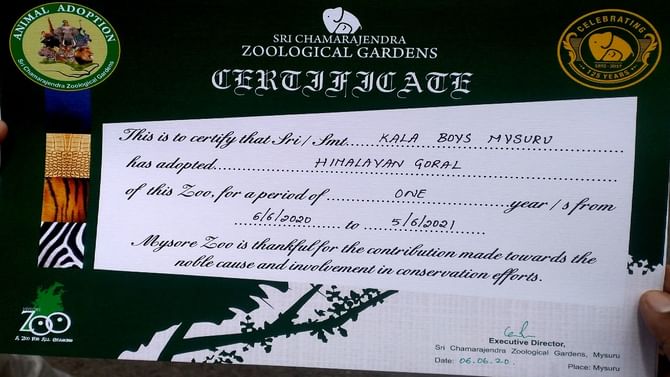 ANIMAL ADOPTION
Sri Chamarajendra Zoological Gardens
SRI CHAMARAJENDRA
ZOOLOGICAL GARDENS
CERTIFICATE
CELEBRATING
1892-2017
125 YEARS
This is to certify that Sri / Smt. KALA BOYS MYSURU
has adopted HIMALAYAN GORAL
of this Zoo, for a period of ONE year / s from
6/6/2020 to 5/6/2021
Mysore Zoo is thankful for the contribution made towards the
noble cause and involvement in conservation efforts.
ZOO
A ZOO FOR ALL SEASONS
Executive Director,
Sri Chamarajendra Zoological Gardens, Mysuru
Date: 06.06.20. Place: Mysuru